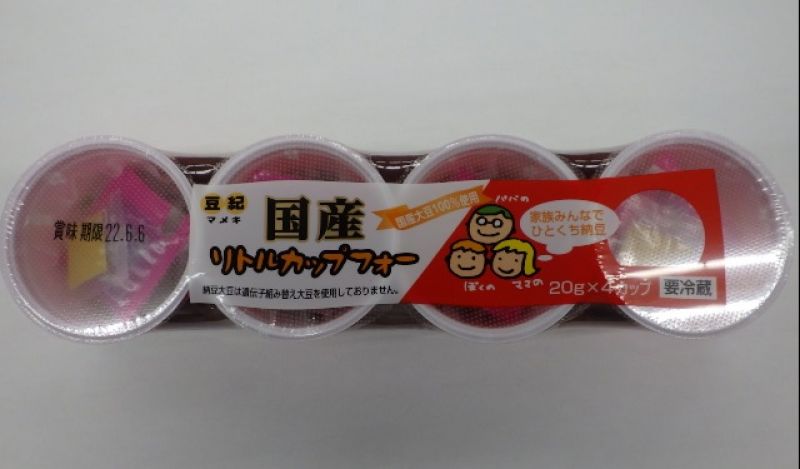 賞味期限22.6.6
豆紀
マメキ
国産
リトルカップフォー
納豆大豆は遺伝子組み替え大豆を使用しておりません。
国産大豆100%使用
パパの
ぼくの
ママの
家族みんなで
ひとくち納豆
20g×4カップ
要冷蔵